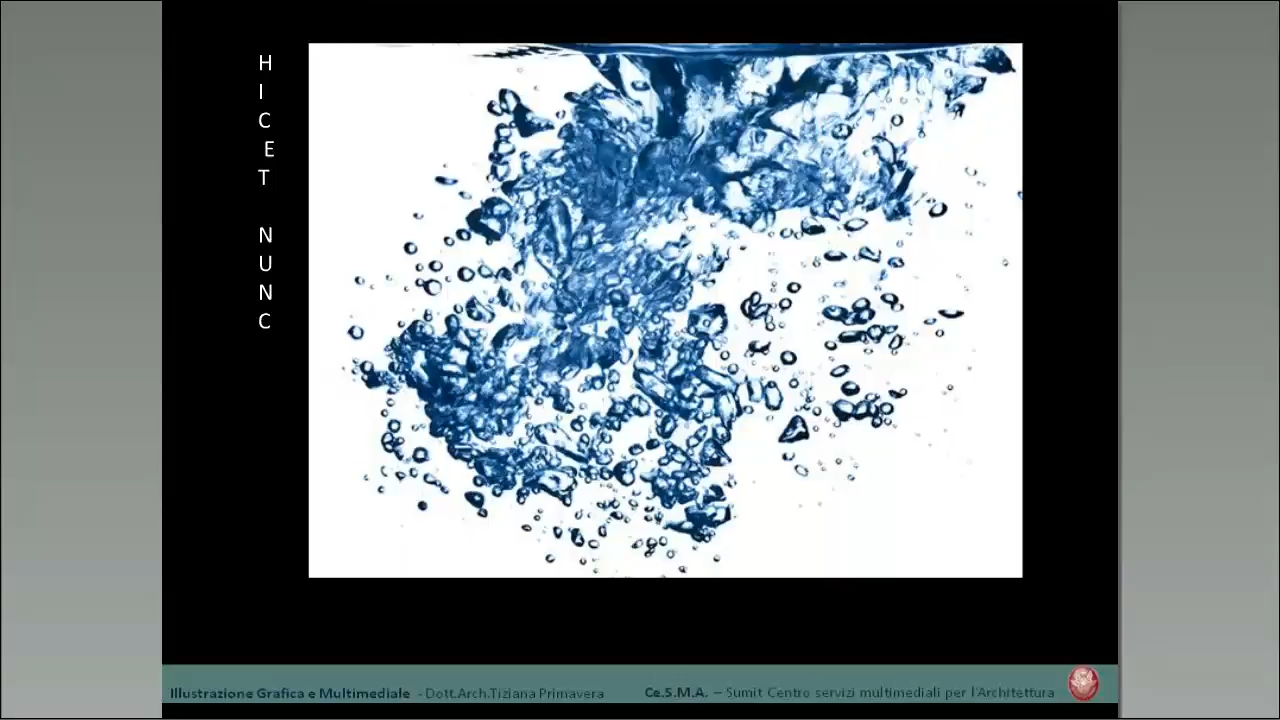 H
I
C
E
T
N
U
N
C
Illustrazione Grafica e Multimediale - Dott.Arch.Tiziana Primavera
Ce.S.M.A. – Sumit Centro servizi multimediali per l'Architettura